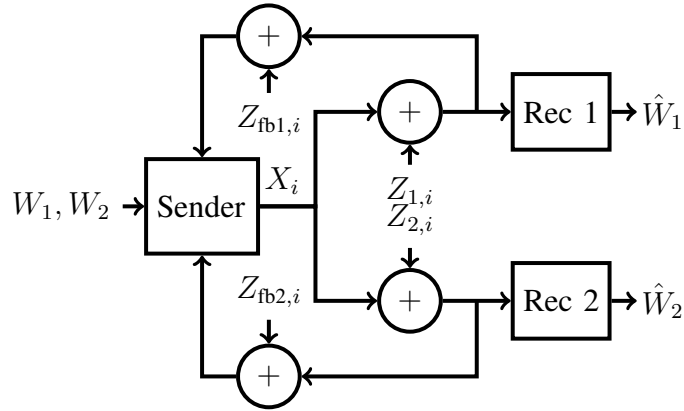 +
Z_{fb1,i}
+
Rec 1
Ŵ_1
X_i
Z_{1,i}
W_1, W_2
Sender
Z_{2,i}
Z_{fb2,i}
+
Rec 2
Ŵ_2
+